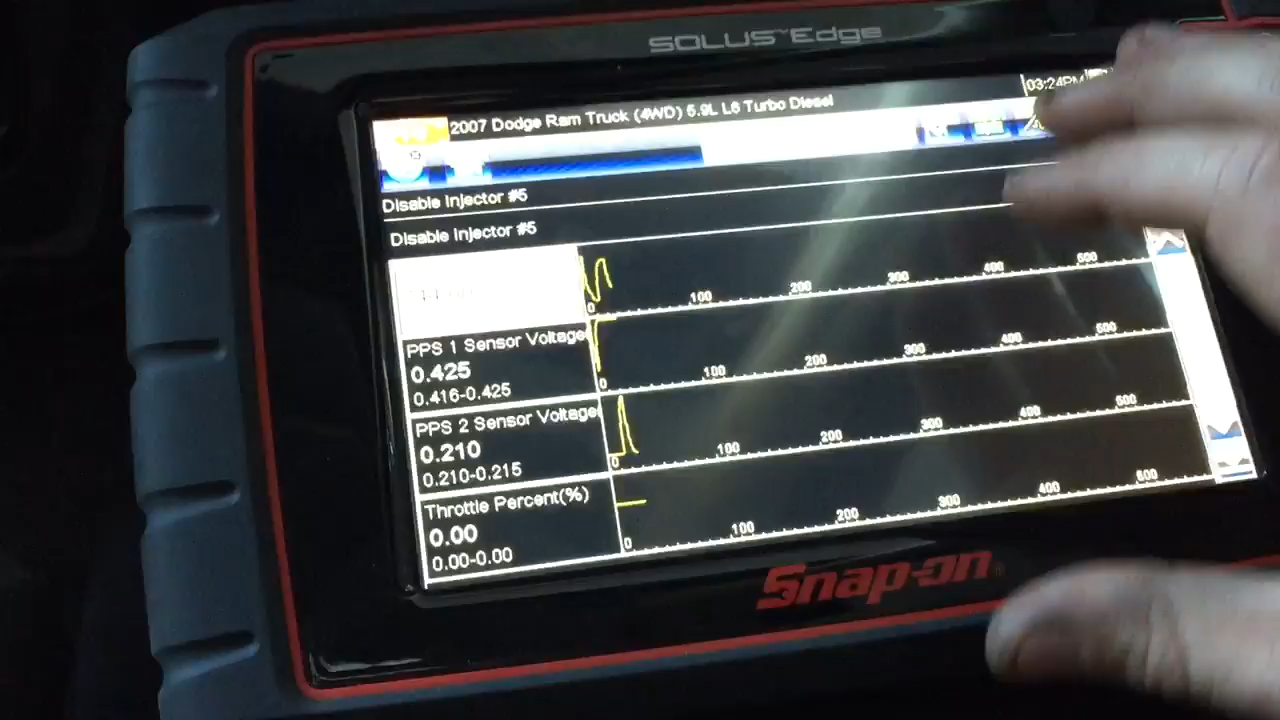 SOLUS™Edge
03:24PM
2007 Dodge Ram Truck (4WD) 5.9L L6 Turbo Diesel
Disable Injector #5
Disable Injector #5
0 100 200 300 400 500
PPS 1 Sensor Voltage
0.425
0.416-0.425
0 100 200 300 400 500
PPS 2 Sensor Voltage
0.210
0.210-0.215
0 100 200 300 400 500
Throttle Percent(%)
0.00
0.00-0.00
0 100 200 300 400 500
Snap-on®